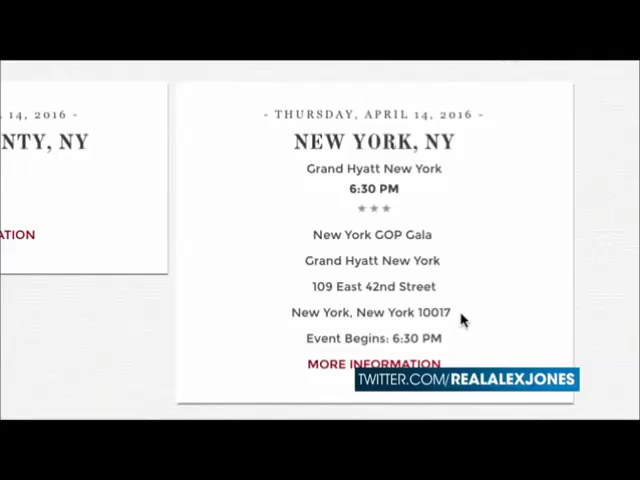 , 14, 2016 -
NTY, NY
ATION
- THURSDAY, APRIL 14, 2016 -
NEW YORK, NY
Grand Hyatt New York
6:30 PM
★★★
New York GOP Gala
Grand Hyatt New York
109 East 42nd Street
New York, New York 10017
Event Begins: 6:30 PM
MORE INFORMATION
TWITTER.COM/REALALEXJONES